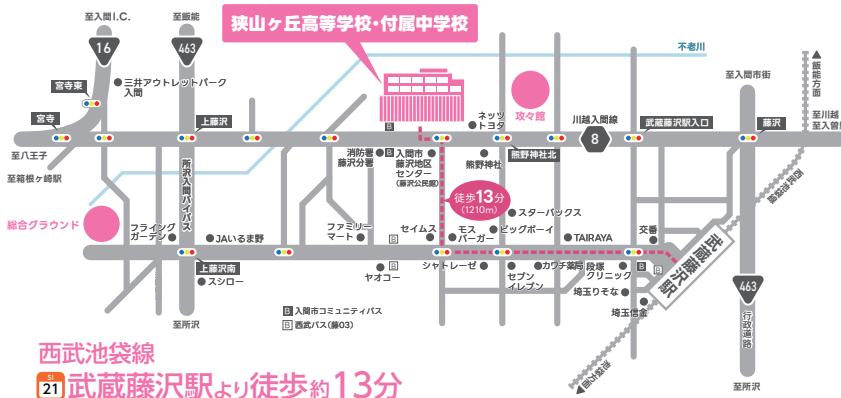 至入間I.C.
至飯能
狭山ヶ丘高等学校・付属中学校
不老川
16
463
宮寺東
三井アウトレットパーク
入間
攻々館
至入間市街
▲飯能方面
宮寺
上藤沢
ネッツ
トヨタ
川越入間線
武蔵藤沢駅入口
藤沢
至川越
至入曽
B
8
至八王子
消防署
藤沢分署
B
入間市
藤沢地区
センター
(藤沢公民館)
熊野神社
熊野神社北
至箱根ヶ崎駅
所沢入間バイパス
西武池袋線
徒歩13分
(1210m)
総合グラウンド
フライング
ガーデン
JAいるま野
ファミリー
マート
B
セイムス
モス
バーガー
スターバックス
ビッグボーイ
TAIRAYA
交番
武蔵藤沢駅
上藤沢南
スシロー
ヤオコー
B
シャトレーゼ
セブン
イレブン
カワチ薬局
段塚
クリニック
B
B
埼玉りそな
埼玉信金
463
行政道路
B 入間市コミュニティバス
B 西武バス(藤03)
至所沢
池袋方面▼
至所沢
西武池袋線
SI
21
武蔵藤沢駅より徒歩約13分